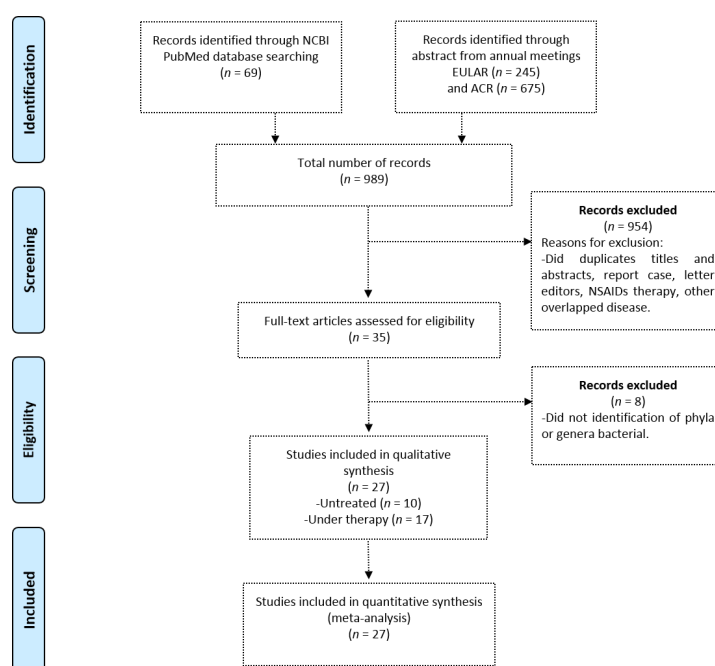 Identification
Records identified through NCBI
PubMed database searching
(n = 69)
Records identified through
abstract from annual meetings
EULAR (n = 245)
and ACR (n = 675)
Total number of records
(n = 989)
Screening
Records excluded
(n = 954)
Reasons for exclusion:
-Did duplicates titles and
abstracts, report case, letter
editors, NSAIDs therapy, other
overlapped disease.
Full-text articles assessed for eligibility
(n = 35)
Eligibility
Records excluded
(n = 8)
-Did not identification of phyla
or genera bacterial.
Studies included in qualitative
synthesis
(n = 27)
-Untreated (n = 10)
-Under therapy (n = 17)
Included
Studies included in quantitative synthesis
(meta-analysis)
(n = 27)